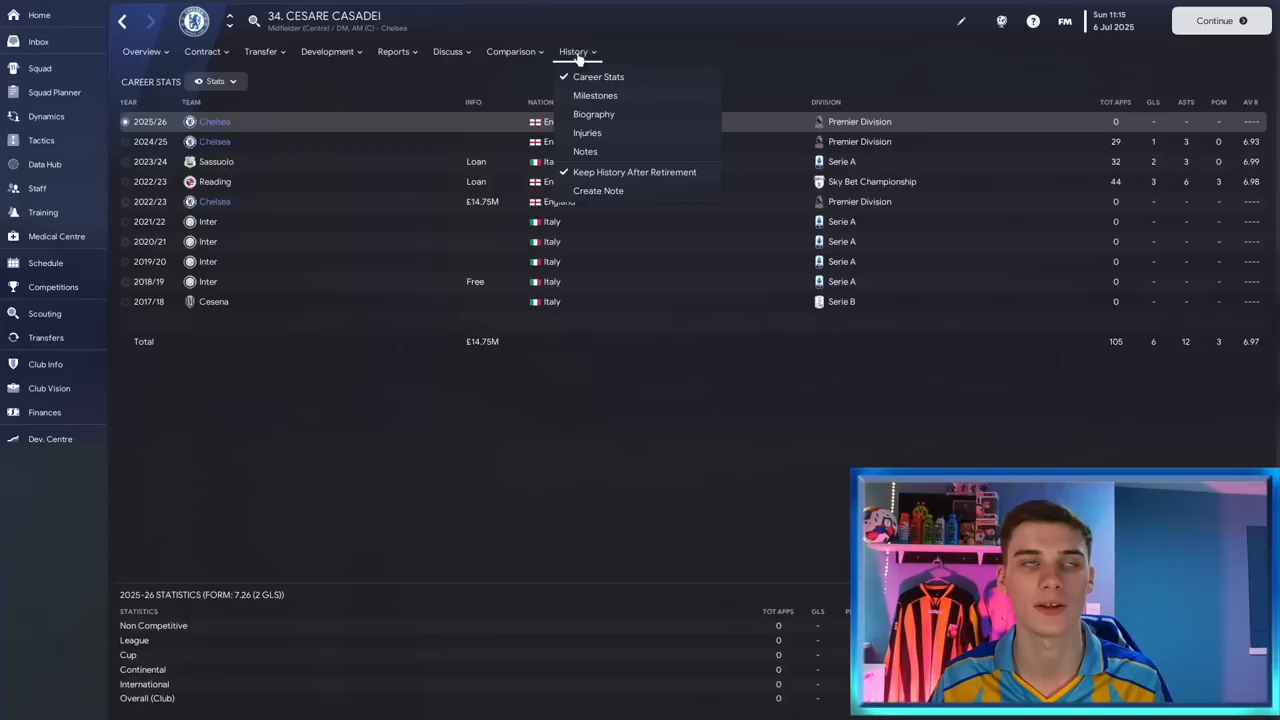 Home
34. CESARE CASADEI
Midfielder (Centre) / DM, AM (C) - Chelsea
FM
Sun 11:15
6 Jul 2025
Continue
Inbox
Squad
Squad Planner
Dynamics
Tactics
Data Hub
Staff
Training
Medical Centre
Schedule
Competitions
Scouting
Transfers
Club Info
Club Vision
Finances
Dev. Centre
Overview
Contract
Transfer
Development
Reports
Discuss
Comparison
History
Career Stats
Milestones
Biography
Injuries
Notes
Keep History After Retirement
Create Note
CAREER STATS
Stats
YEAR TEAM INFO NATION DIVISION TOT APPS GLS ASTS POM AV R
2025/26 Chelsea En Premier Division 0 - - - ----
2024/25 Chelsea En Premier Division 29 1 3 0 6.93
2023/24 Sassuolo Loan Ita Serie A 32 2 3 0 6.99
2022/23 Reading Loan En Sky Bet Championship 44 3 6 3 6.98
2022/23 Chelsea £14.75M England Premier Division 0 - - - ----
2021/22 Inter Italy Serie A 0 - - - ----
2020/21 Inter Italy Serie A 0 - - - ----
2019/20 Inter Italy Serie A 0 - - - ----
2018/19 Inter Free Italy Serie A 0 - - - ----
2017/18 Cesena Italy Serie B 0 - - - ----
Total £14.75M 105 6 12 3 6.97
2025-26 STATISTICS (FORM: 7.26 (2 GLS))
STATISTICS TOT APPS GLS
Non Competitive 0 -
League 0 -
Cup 0 -
Continental 0 -
International 0 -
Overall (Club) 0 -